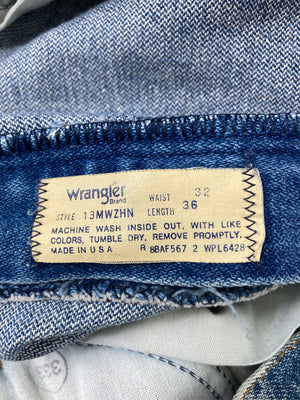 Wrangler WAIST 32
Brand
STYLE 13MWZHN LENGTH 36
MACHINE WASH INSIDE OUT, WITH LIKE
COLORS, TUMBLE DRY, REMOVE PROMPTLY.
MADE IN U S A R 8BAF567 2 WPL6428